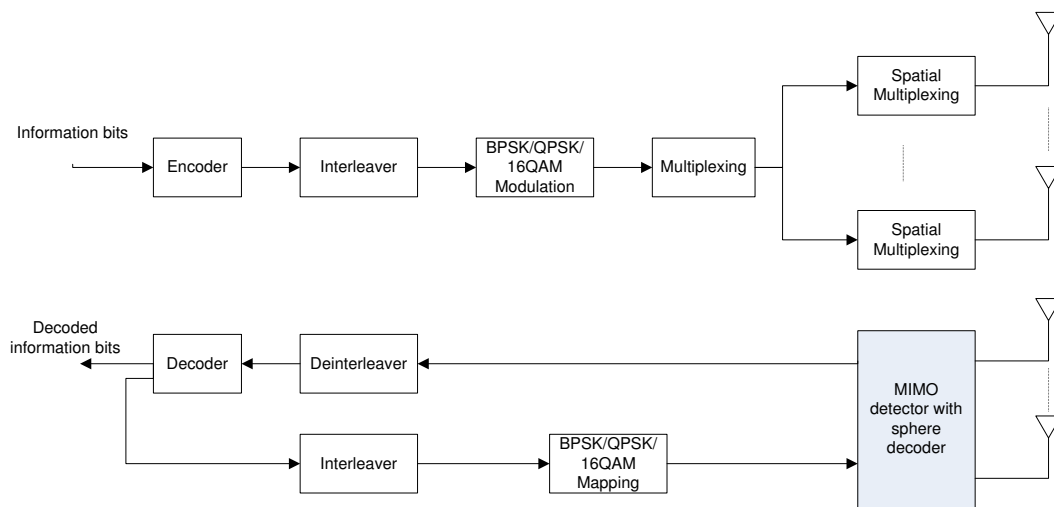 Information bits
Encoder
Interleaver
BPSK/QPSK/
16QAM
Modulation
Multiplexing
Spatial
Multiplexing
Spatial
Multiplexing
Decoded
information bits
Decoder
Deinterleaver
Interleaver
BPSK/QPSK/
16QAM
Mapping
MIMO
detector with
sphere
decoder